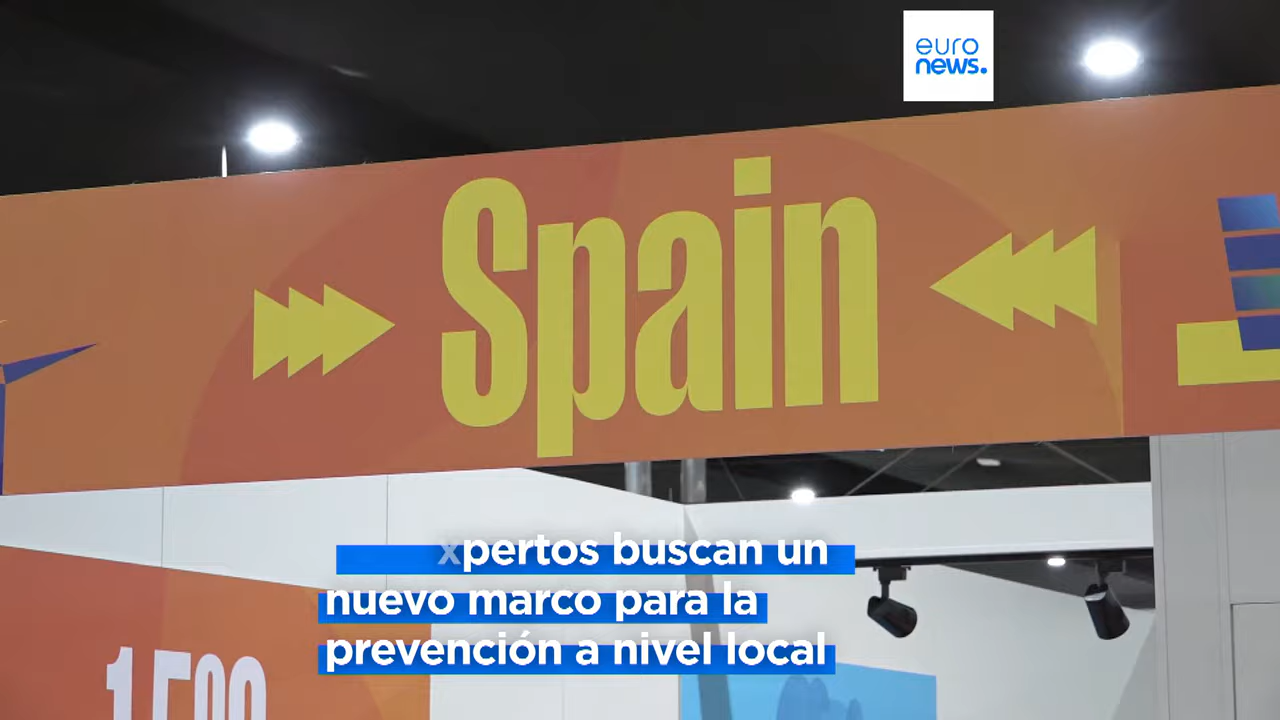 euro
news.
Spain
xpertos buscan un
nuevo marco para la
prevención a nivel local